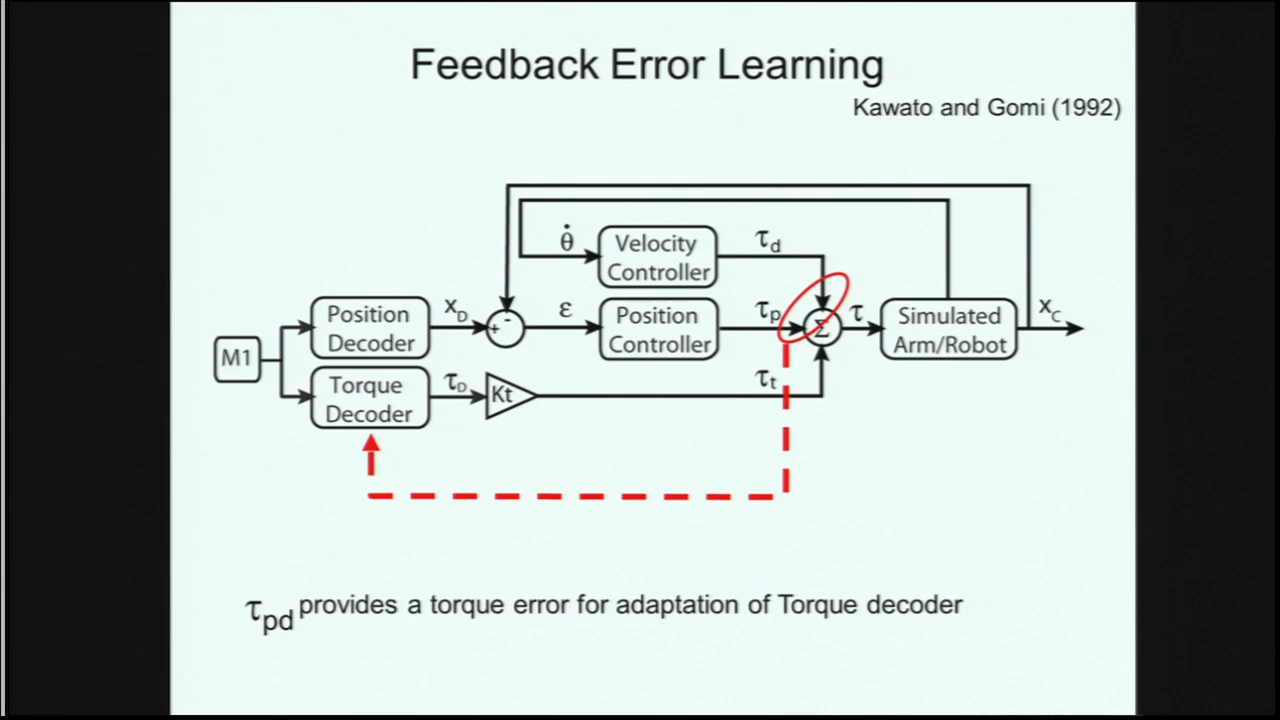 Feedback Error Learning
Kawato and Gomi (1992)
θ̇
Velocity
Controller
τd
M1
Position
Decoder
xD
+
-
ε
Position
Controller
τp
Σ
τ
Simulated
Arm/Robot
xC
Torque
Decoder
τD
Kt
τt
τpd provides a torque error for adaptation of Torque decoder